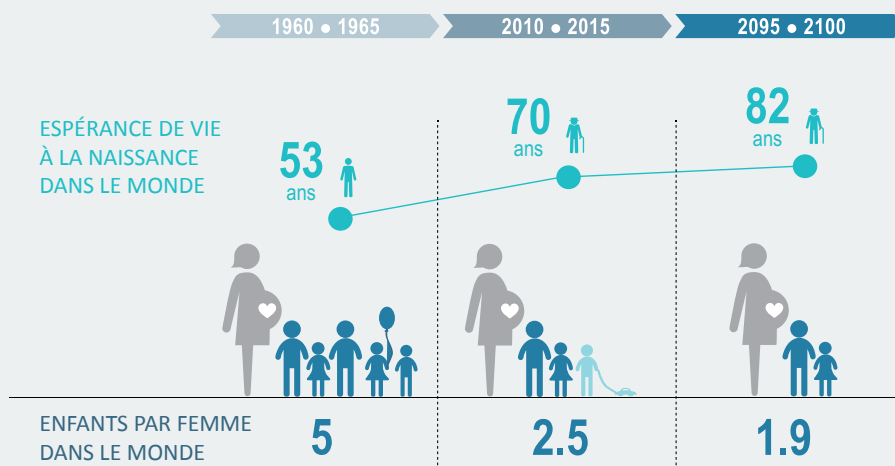 1960 ● 1965
2010 ● 2015
2095 ● 2100
ESPÉRANCE DE VIE
À LA NAISSANCE
DANS LE MONDE
53
ans
70
ans
82
ans
ENFANTS PAR FEMME
DANS LE MONDE
5
2.5
1.9